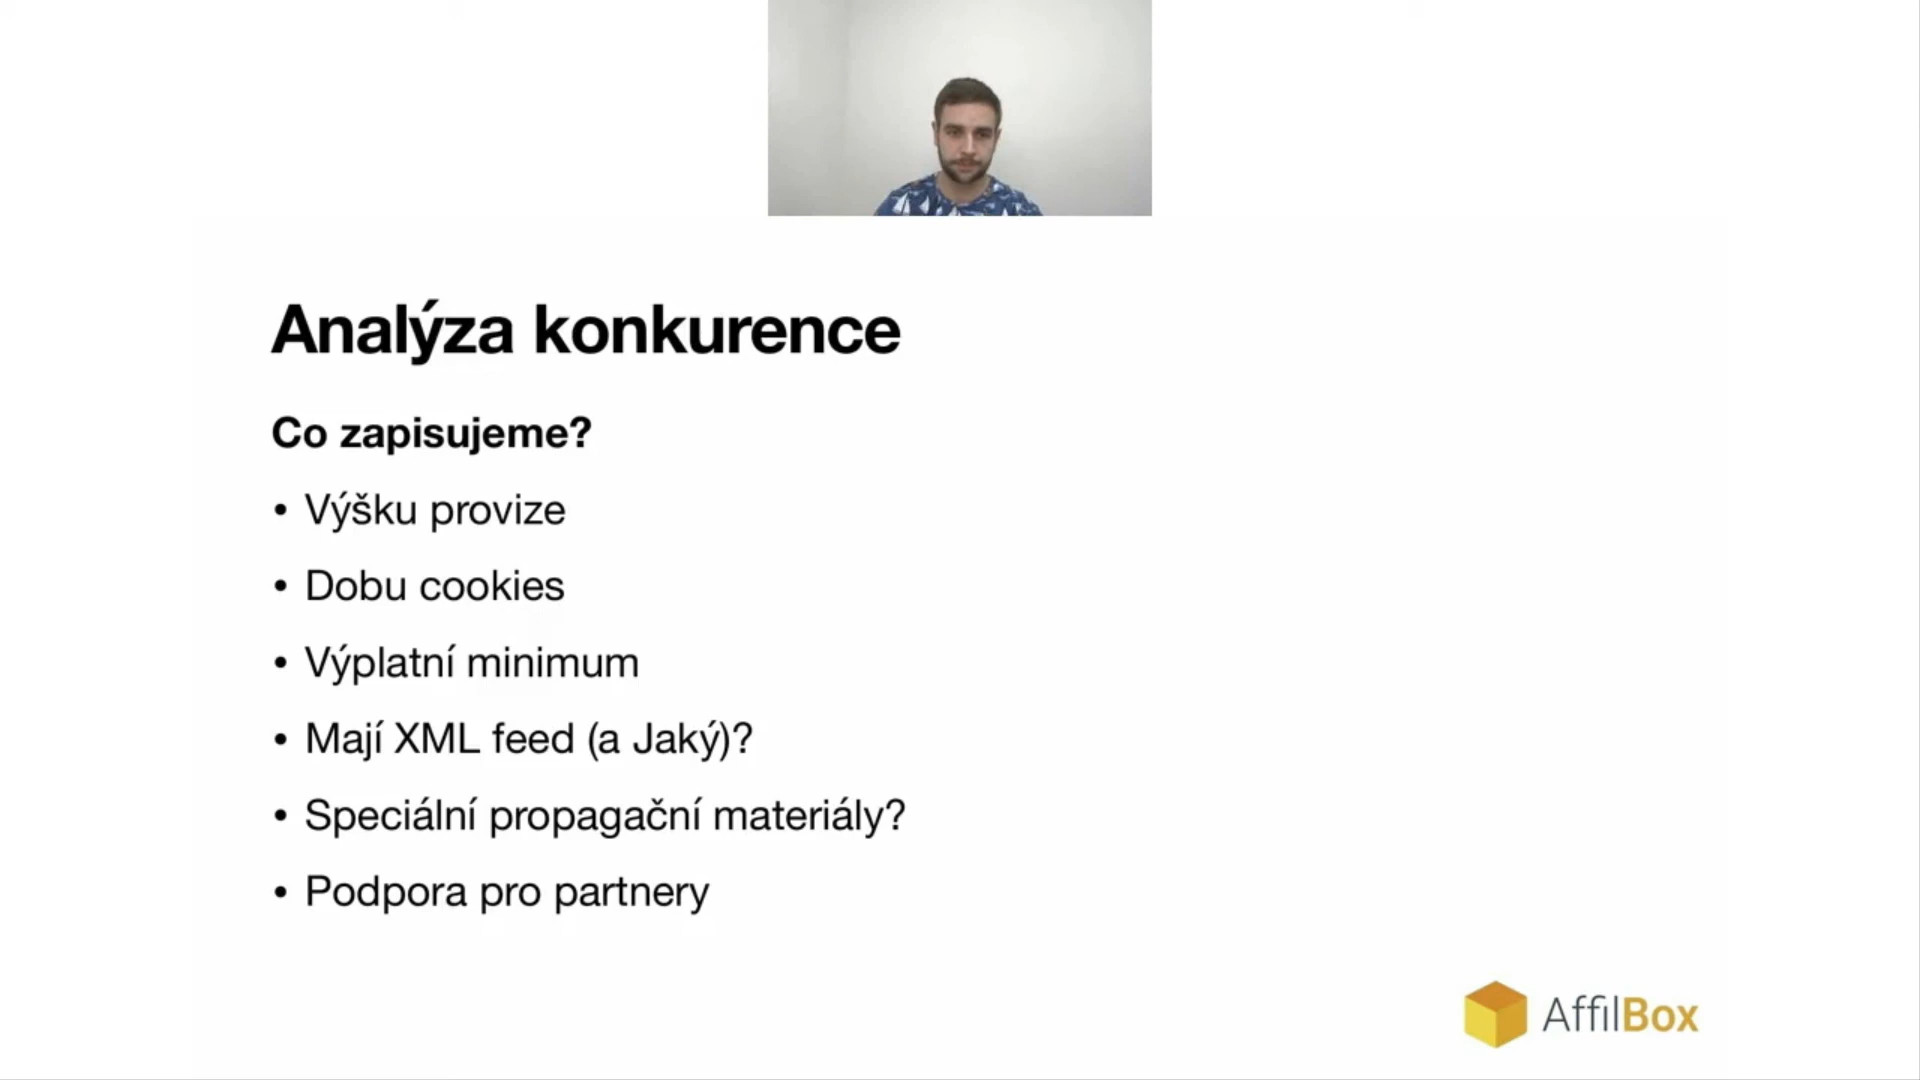 Analýza konkurence
Co zapisujeme?
• Výšku provize
• Dobu cookies
• Výplatní minimum
• Mají XML feed (a Jaký)?
• Speciální propagační materiály?
• Podpora pro partnery
AffilBox